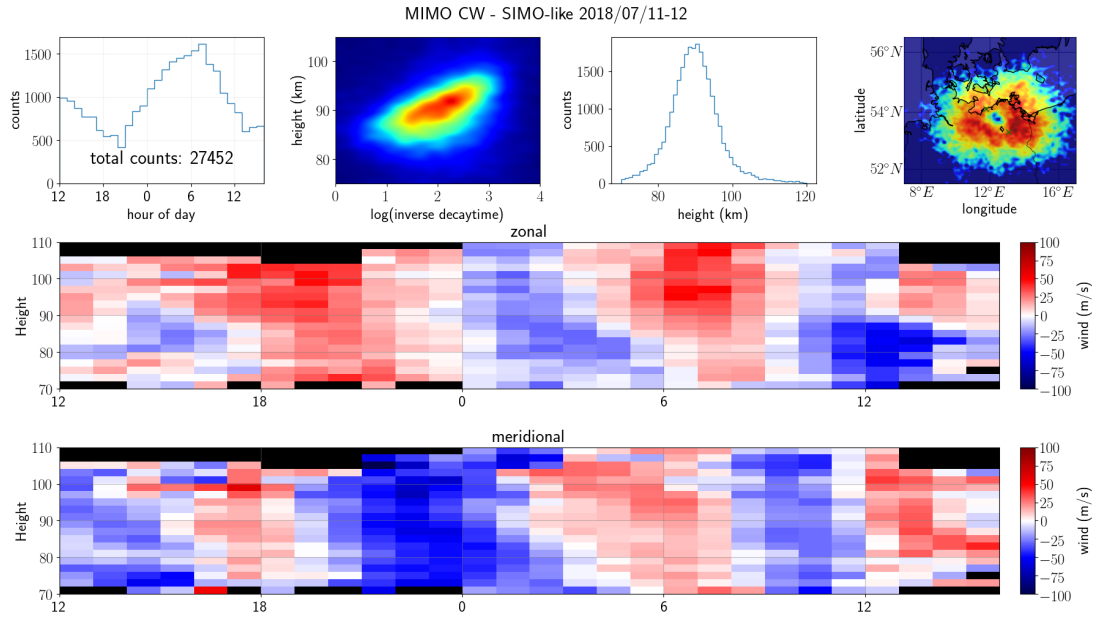 MIMO CW - SIMO-like 2018/07/11-12
counts
1500
1000
500
0
total counts: 27452
12 18 0 6 12
hour of day
height (km)
100
90
80
0 1 2 3 4
log(inverse decaytime)
counts
1500
1000
500
0
80 100 120
height (km)
latitude
56°N
54°N
52°N
8°E 12°E 16°E
longitude
zonal
Height
110
100
90
80
70
12 18 0 6 12
100
75
50
25
0
−25
−50
−75
−100
wind (m/s)
meridional
Height
110
100
90
80
70
12 18 0 6 12
100
75
50
25
0
−25
−50
−75
−100
wind (m/s)